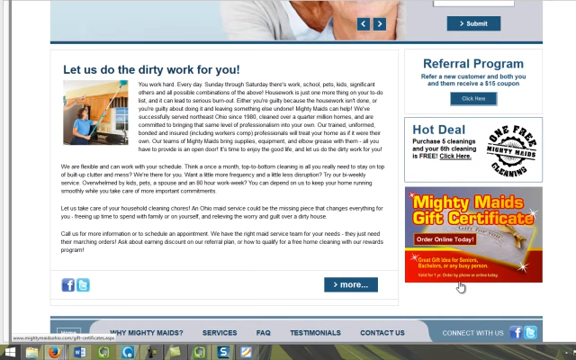 Submit
Let us do the dirty work for you!
You work hard. Every day. Sunday through Saturday there's work, school, pets, kids, significant
others and all possible combinations of the above! Housework is just one more thing on your to-do
list, and it can lead to serious burn-out. Either you're guilty because the housework isn't done, or
you're guilty about doing it and leaving something else undone! Mighty Maids can help! We've
successfully served northeast Ohio since 1980, cleaned over a quarter million homes, and are
committed to bringing that same level of professionalism into your own. Our trained, uniformed,
bonded and insured (including workers comp) professionals will treat your home as if it were their
own. Our team of Mighty Maids bring supplies, equipment, and elbow grease with them - all you
have to provide is an open door! It's time to enjoy the good life, and let us do the dirty work for you!
We are flexible and can work with your schedule. Think a once a month, top-to-bottom cleaning is all you really need to stay on top
of built-up clutter and mess? We're there for you. Want a little more frequency and a little less disruption? Try our bi-weekly
service. Overwhelmed by kids, pets, a spouse and an 80 hour work-week? You can depend on us to keep your home running
smoothly while you take care of more important commitments.
Let us take care of your household cleaning chores! An Ohio maid service could be the missing piece that changes everything for
you - freeing up time to spend with family or on yourself, and relieving the worry and guilt over a dirty house.
Call us for more information or to schedule an appointment. We have the right maid service team for your needs - they just need
their marching orders! Ask about earning discount on our referral plan, or how to qualify for a free home cleaning with our rewards
program!
more...
Referral Program
Refer a new customer and both you
and them receive a $15 coupon
Click Here
Hot Deal
Purchase 5 cleanings
and your 6th cleaning
is FREE! Click Here.
ONE FREE
MIGHTY MAIDS
CLEANING
Mighty Maids
Gift Certificate
Order Online Today!
Great Gift Idea for Seniors,
Bachelors, or any busy person.
Valid for 1 yr. Order by phone or online today.
Home
WHY MIGHTY MAIDS?
SERVICES
FAQ
TESTIMONIALS
CONTACT US
CONNECT WITH US
www.mightymaidsohio.com/gift-certificates.aspx